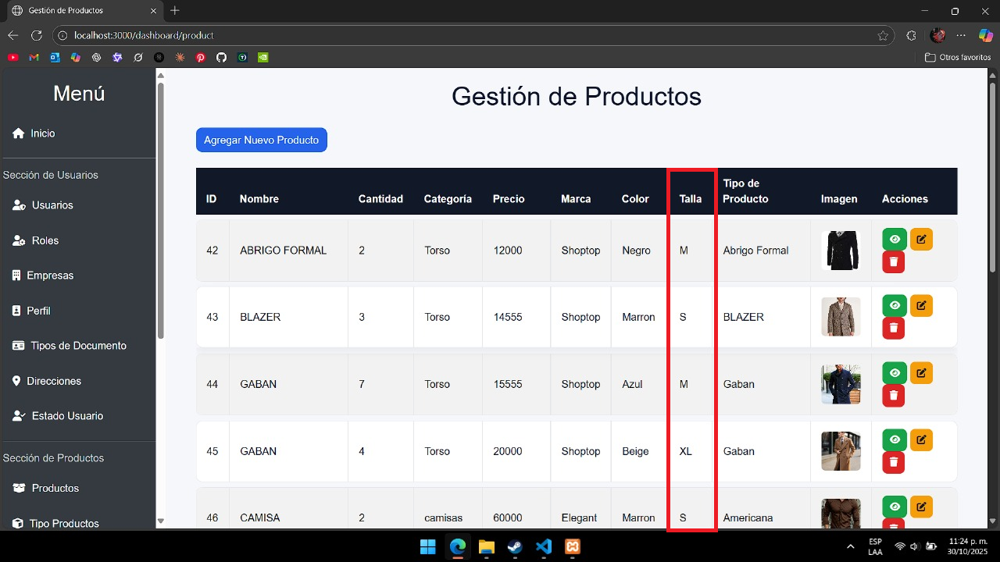 Gestión de Productos
localhost:3000/dashboard/product
Otros favoritos
Menú
Inicio
Sección de Usuarios
Usuarios
Roles
Empresas
Perfil
Tipos de Documento
Direcciones
Estado Usuario
Sección de Productos
Productos
Tipo Productos
Gestión de Productos
Agregar Nuevo Producto
ID Nombre Cantidad Categoría Precio Marca Color Talla Tipo de Producto Imagen Acciones
42 ABRIGO FORMAL 2 Torso 12000 Shoptop Negro M Abrigo Formal
43 BLAZER 3 Torso 14555 Shoptop Marron S BLAZER
44 GABAN 7 Torso 15555 Shoptop Azul M Gaban
45 GABAN 4 Torso 20000 Shoptop Beige XL Gaban
46 CAMISA 2 camisas 60000 Elegant Marron S Americana
ESP
LAA
11:24 p. m.
30/10/2025